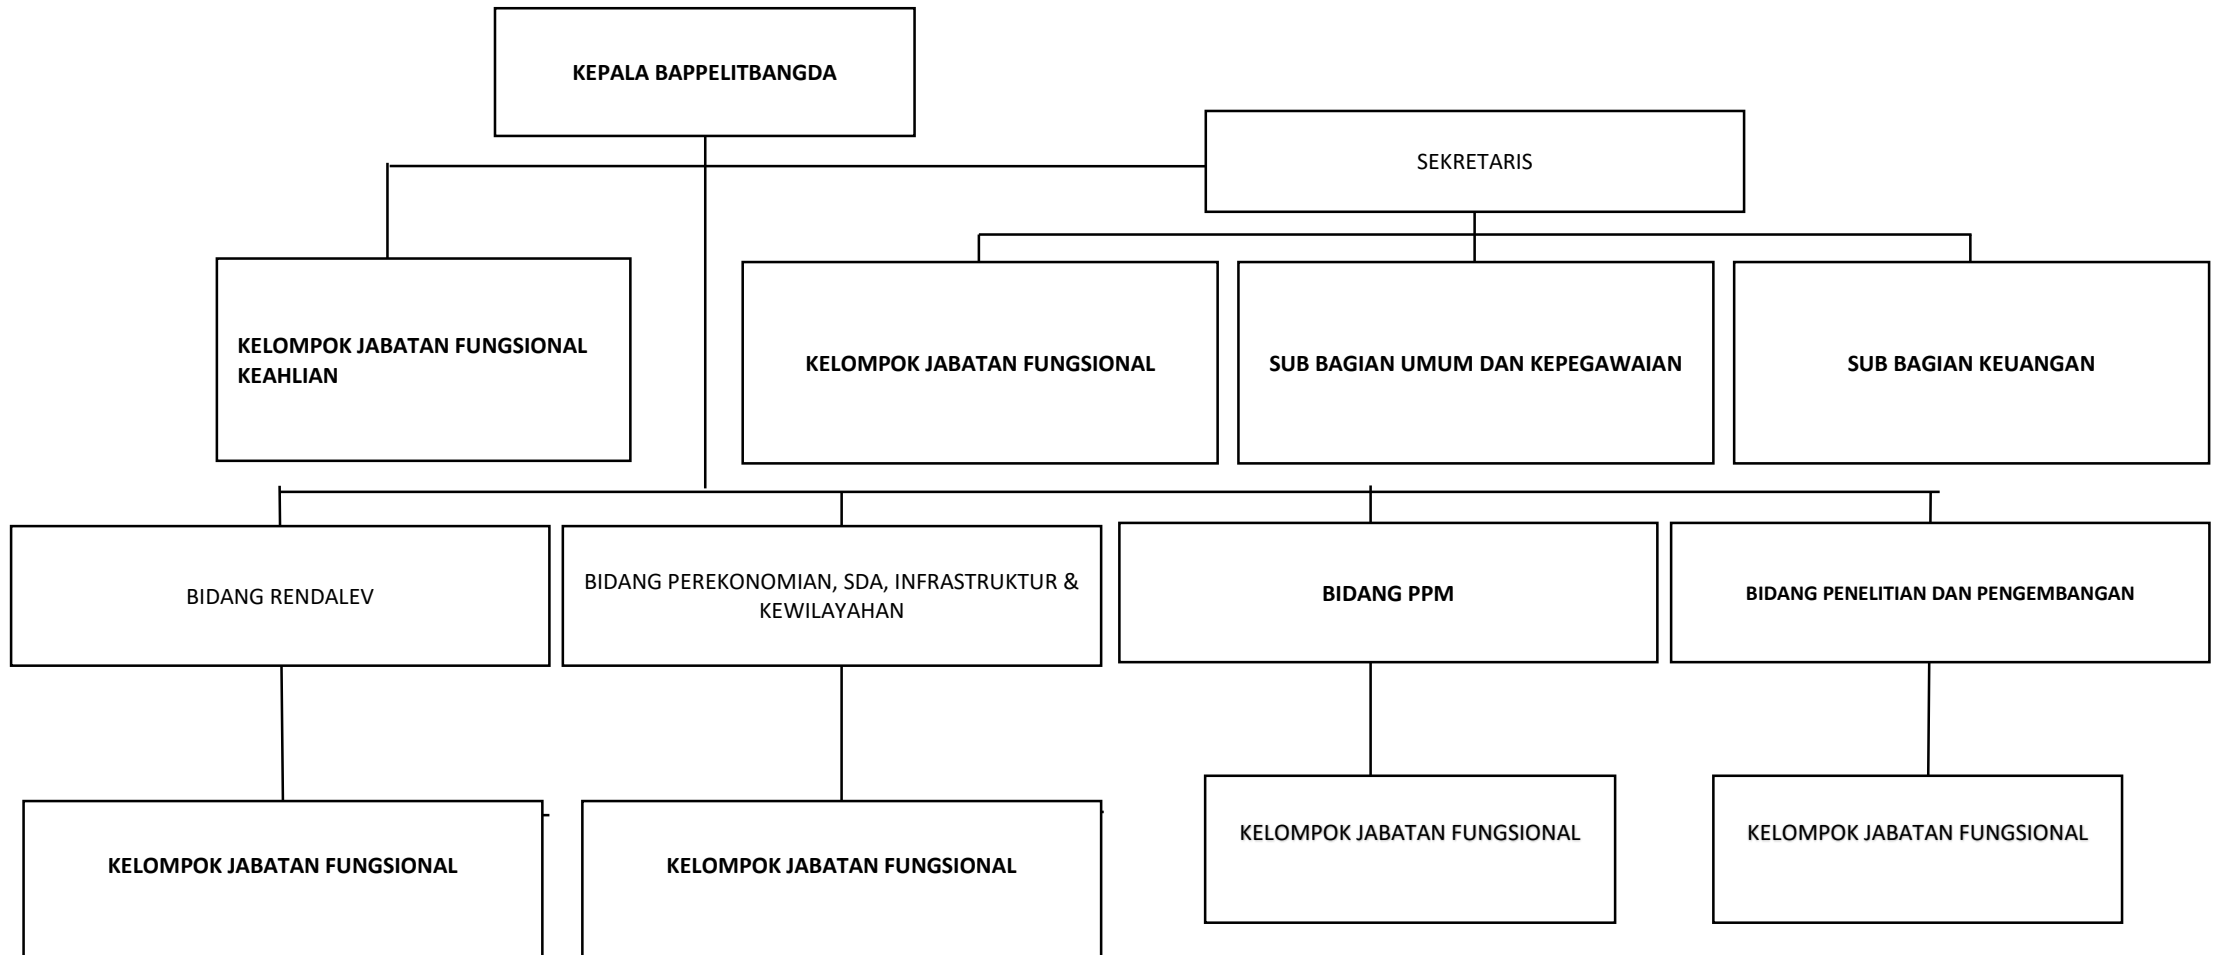 KEPALA BAPPELITBANGDA
SEKRETARIS
KELOMPOK JABATAN FUNGSIONAL
KEAHLIAN
KELOMPOK JABATAN FUNGSIONAL
SUB BAGIAN UMUM DAN KEPEGAWAIAN
SUB BAGIAN KEUANGAN
BIDANG RENDALEV
BIDANG PEREKONOMIAN, SDA, INFRASTRUKTUR &
KEWILAYAHAN
BIDANG PPM
BIDANG PENELITIAN DAN PENGEMBANGAN
KELOMPOK JABATAN FUNGSIONAL
KELOMPOK JABATAN FUNGSIONAL
KELOMPOK JABATAN FUNGSIONAL
KELOMPOK JABATAN FUNGSIONAL